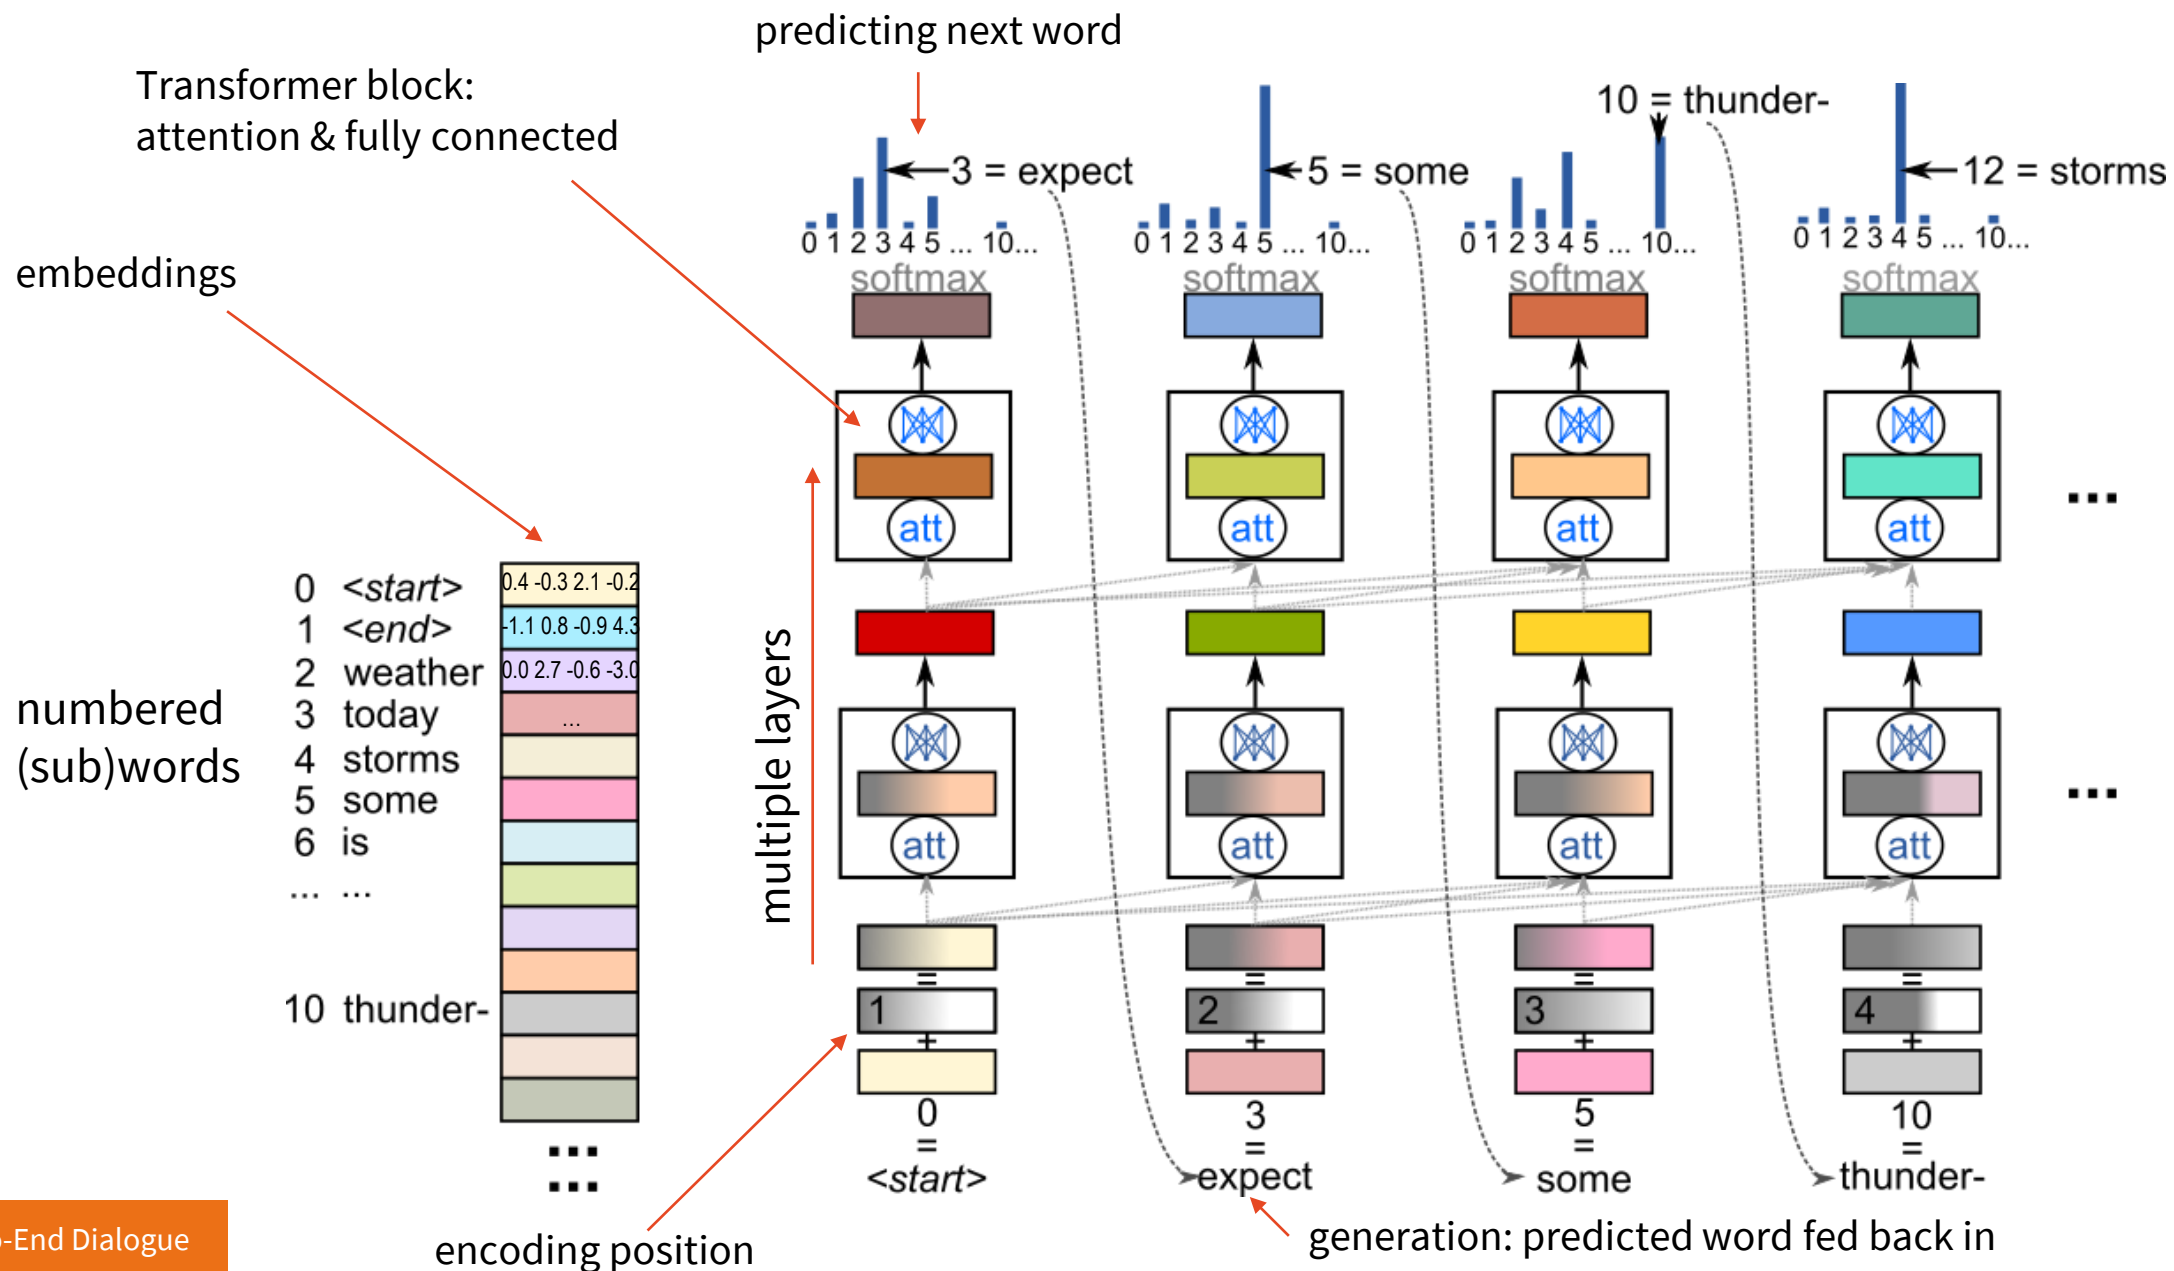 predicting next word
Transformer block:
attention & fully connected
embeddings
numbered
(sub)words
0 <start> 0.4 -0.3 2.1 -0.2
1 <end> -1.1 0.8 -0.9 4.3
2 weather 0.0 2.7 -0.6 -3.0
3 today ...
4 storms
5 some
6 is
... ...
10 thunder-
...
...
multiple layers
3 = expect
5 = some
10 = thunder-
12 = storms
0 1 2 3 4 5 ... 10...
0 1 2 3 4 5 ... 10...
0 1 2 3 4 5 ... 10...
0 1 2 3 4 5 ... 10...
softmax softmax softmax softmax
att att att att
...
att att att att
...
= = = =
1 2 3 4
+ + + +
0 3 5 10
= = = =
<start> expect some thunder-
encoding position
generation: predicted word fed back in
-End Dialogue